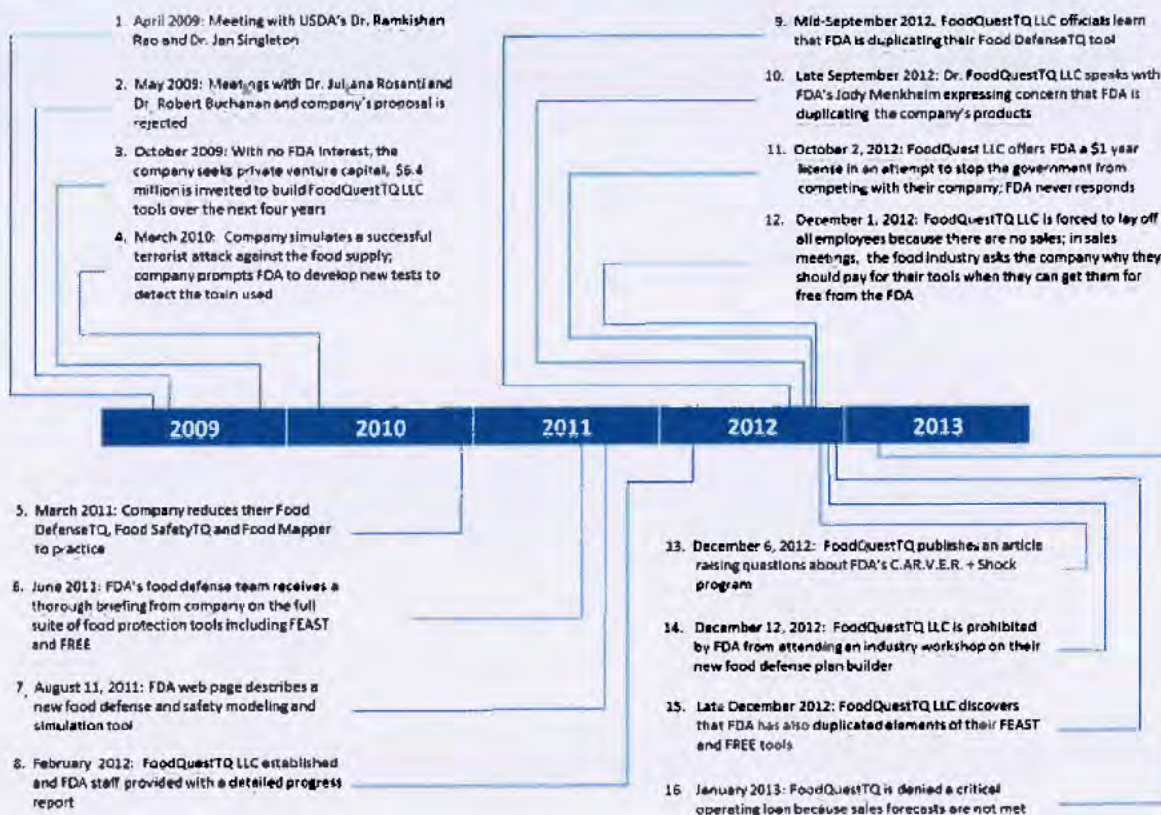 1. April 2009: Meeting with USDA's Dr. Ramkishan
Rao and Dr. Jan Singleton
2. May 2009: Meetings with Dr. Juliana Rosanti and
Dr. Robert Buchanan and company's proposal is
rejected
3. October 2009: With no FDA Interest, the
company seeks private venture capital, $6.4
million is invested to build FoodQuestTQ LLC
tools over the next four years
4. March 2010: Company simulates a successful
terrorist attack against the food supply;
company prompts FDA to develop new tests to
detect the toxin used
9. Mid-September 2012. FoodQuestTQ LLC officials learn
that FDA is duplicating their Food DefenseTQ tool
10. Late September 2012: Dr. FoodQuestTQ LLC speaks with
FDA's Jody Menkheim expressing concern that FDA is
duplicating the company's products
11. October 2, 2012: FoodQuest LLC offers FDA a $1 year
license in an attempt to stop the government from
competing with their company; FDA never responds
12. December 1, 2012: FoodQuestTQ LLC is forced to lay off
all employees because there are no sales; in sales
meetings, the food industry asks the company why they
should pay for their tools when they can get them for
free from the FDA
2009 2010 2011 2012 2013
5. March 2011: Company reduces their Food
DefenseTQ, Food SafetyTQ and Food Mapper
to practice
6. June 2011: FDA's food defense team receives a
thorough briefing from company on the full
suite of food protection tools including FEAST
and FREE
7. August 11, 2011: FDA web page describes a
new food defense and safety modeling and
simulation tool
8. February 2012: FoodQuestTQ LLC established
and FDA staff provided with a detailed progress
report
13. December 6, 2012: FoodQuestTQ publishes an article
raising questions about FDA's C.AR.V.E.R. + Shock
program
14. December 12, 2012: FoodQuestTQ LLC is prohibited
by FDA from attending an industry workshop on their
new food defense plan builder
15. Late December 2012: FoodQuestTQ LLC discovers
that FDA has also duplicated elements of their FEAST
and FREE tools
16 January 2013: FoodQuestTQ is denied a critical
operating loan because sales forecasts are not met